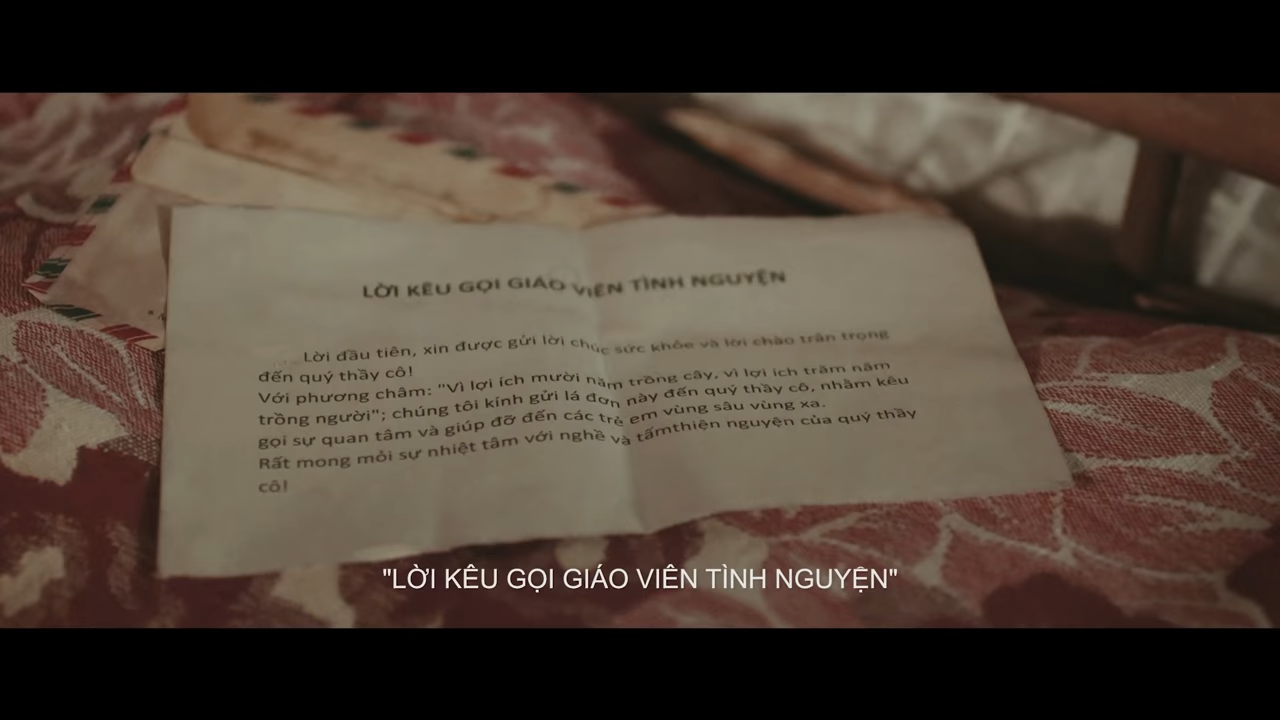 LỜI KÊU GỌI GIÁO VIÊN TÌNH NGUYỆN
Lời đầu tiên, xin được gửi lời chúc sức khỏe và lời chào trân trọng
đến quý thầy cô!
Với phương châm: "Vì lợi ích mười năm trồng cây, vì lợi ích trăm năm
trồng người"; chúng tôi kính gửi lá đơn này đến quý thầy cô, nhằm kêu
gọi sự quan tâm và giúp đỡ đến các trẻ em vùng sâu vùng xa.
Rất mong mỏi sự nhiệt tâm với nghề và tấmthiện nguyện của quý thầy
cô!
"LỜI KÊU GỌI GIÁO VIÊN TÌNH NGUYỆN"